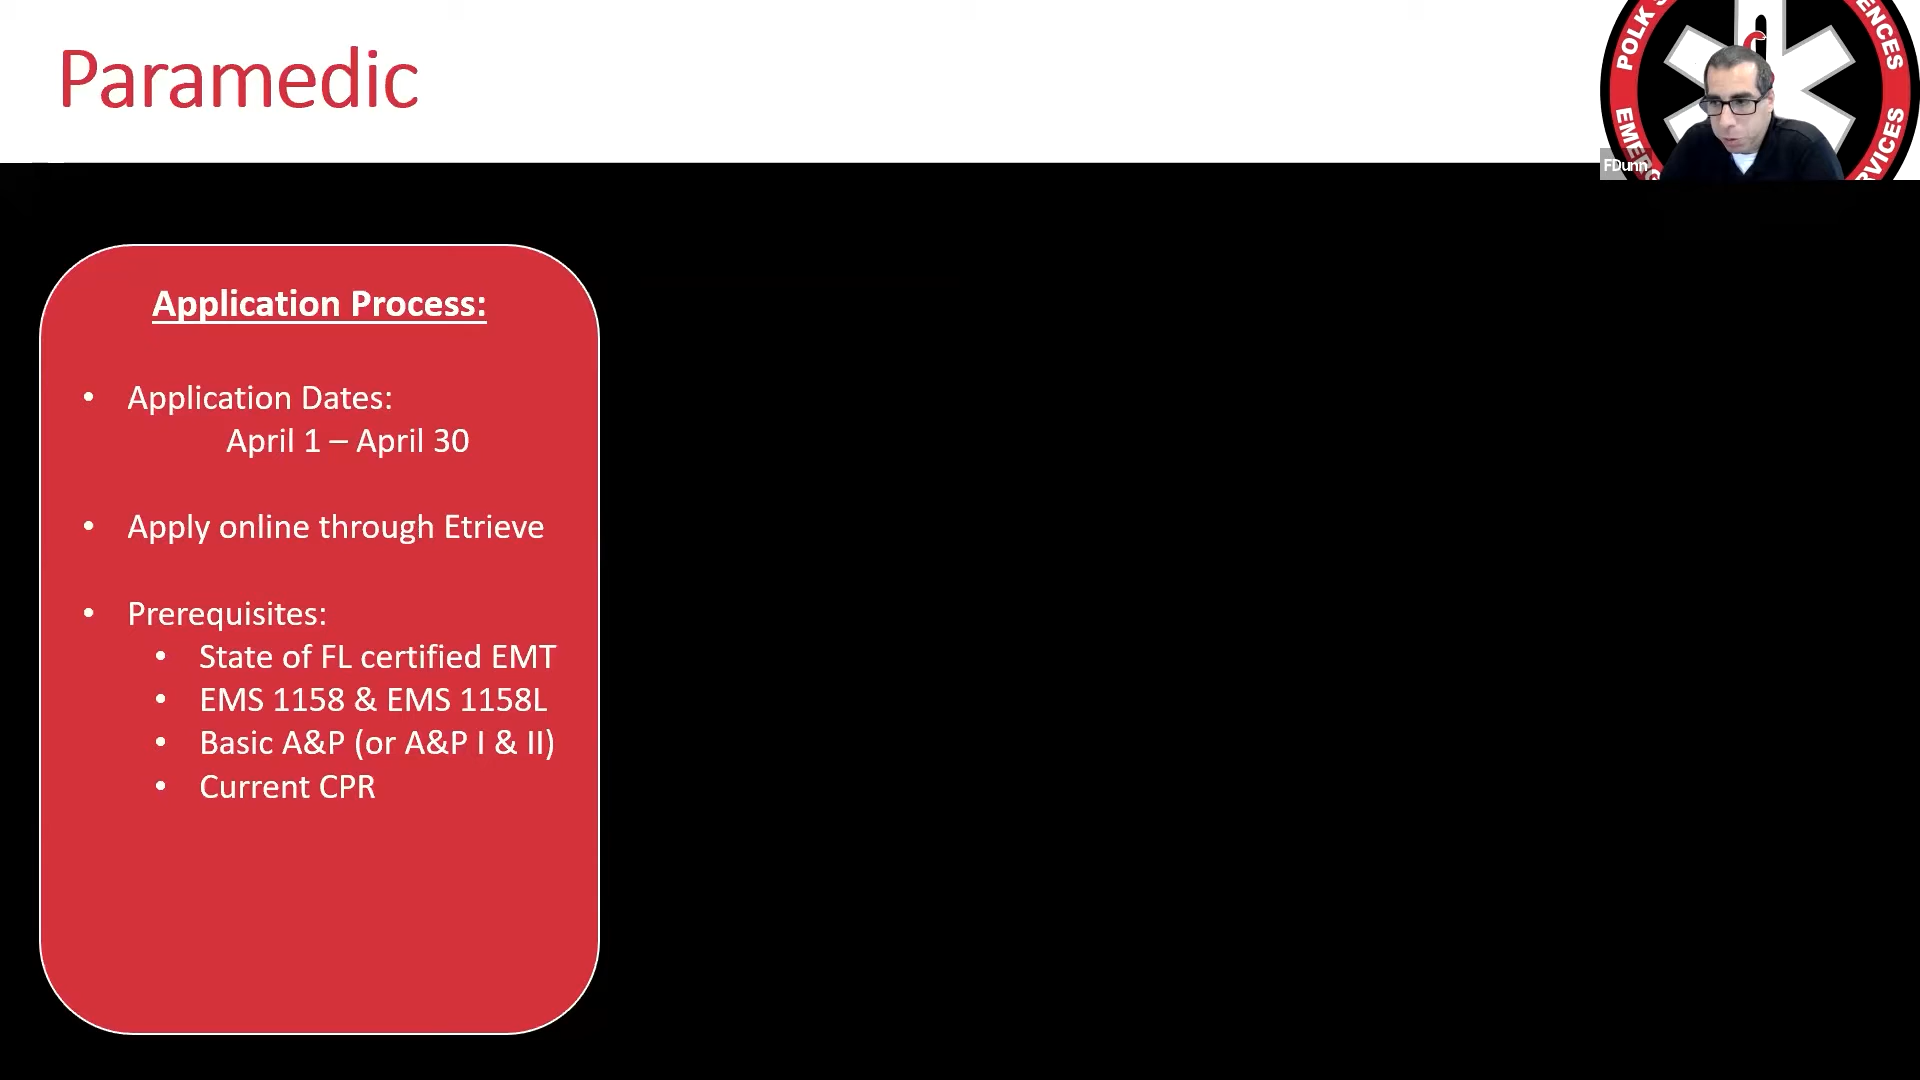 Paramedic
POLK S
ENCES
EME
RVICES
FDunn
Application Process:
• Application Dates:
April 1 – April 30
• Apply online through Etrieve
• Prerequisites:
• State of FL certified EMT
• EMS 1158 & EMS 1158L
• Basic A&P (or A&P I & II)
• Current CPR